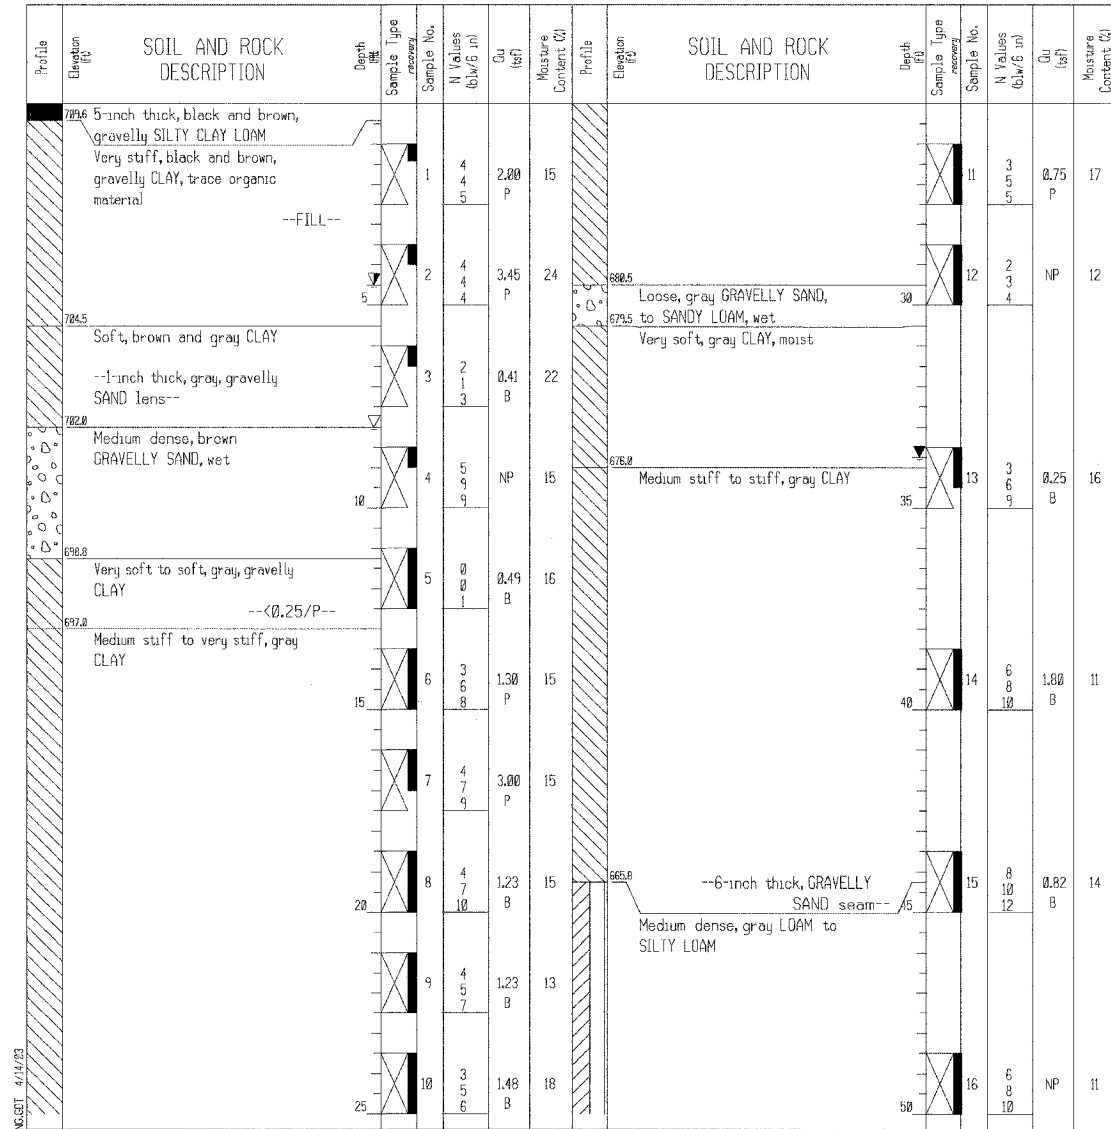 Profile
Elevation
(ft)
SOIL AND ROCK
DESCRIPTION
Depth
(ft)
Sample Type
recovery
Sample No.
N Values
(blw/6 in)
Qu
(tsf)
Moisture
Content (%)
Profile
Elevation
(ft)
SOIL AND ROCK
DESCRIPTION
Depth
(ft)
Sample Type
recovery
Sample No.
N Values
(blw/6 in)
Qu
(tsf)
Moisture
Content (%)
709.6 5-inch thick, black and brown,
gravelly SILTY CLAY LOAM
Very stiff, black and brown,
gravelly CLAY, trace organic
material
--FILL--
1
4
4
5
2.00
P
15
2
4
4
4
3.45
P
24
5
704.5
Soft, brown and gray CLAY
--1-inch thick, gray, gravelly
SAND lens--
3
2
1
3
0.41
B
22
702.0
Medium dense, brown
GRAVELLY SAND, wet
4
5
9
9
NP
15
10
698.8
Very soft to soft, gray, gravelly
CLAY
--<0.25/P--
5
0
0
1
0.49
B
16
697.0
Medium stiff to very stiff, gray
CLAY
6
3
6
8
1.30
P
15
15
7
4
7
9
3.00
P
15
8
4
7
10
1.23
B
15
20
9
4
5
7
1.23
B
13
10
3
5
6
1.48
B
18
25
11
3
5
5
0.75
P
17
12
2
3
4
NP
12
680.5
30
Loose, gray GRAVELLY SAND,
to SANDY LOAM, wet
679.5
Very soft, gray CLAY, moist
676.0
Medium stiff to stiff, gray CLAY
13
3
6
9
0.25
B
16
35
14
6
8
10
1.80
B
11
40
665.8
--6-inch thick, GRAVELLY
SAND seam--
15
8
10
12
0.82
B
14
45
Medium dense, gray LOAM to
SILTY LOAM
16
6
8
10
NP
11
50
NG.GDT 4/14/03